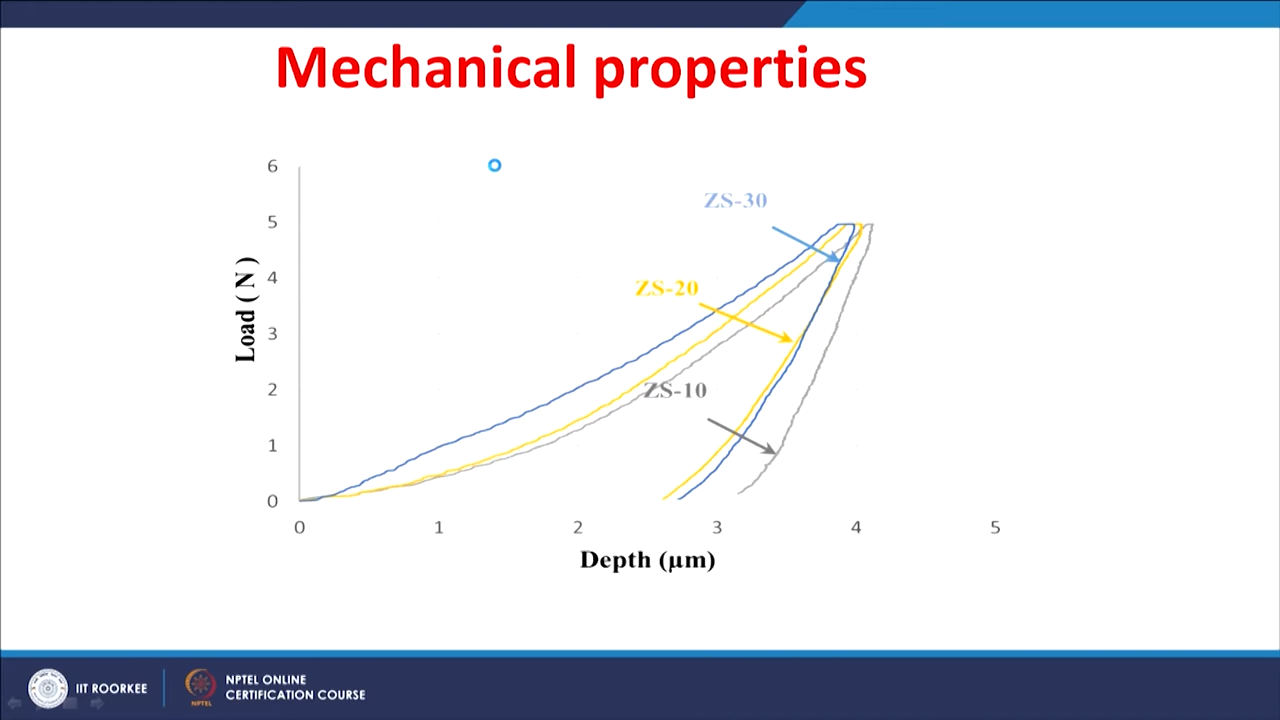 Mechanical properties
6
5
4
3
2
1
0
Load ( N )
ZS-30
ZS-20
ZS-10
0 1 2 3 4 5
Depth (μm)
IIT ROORKEE
NPTEL
NPTEL ONLINE
CERTIFICATION COURSE